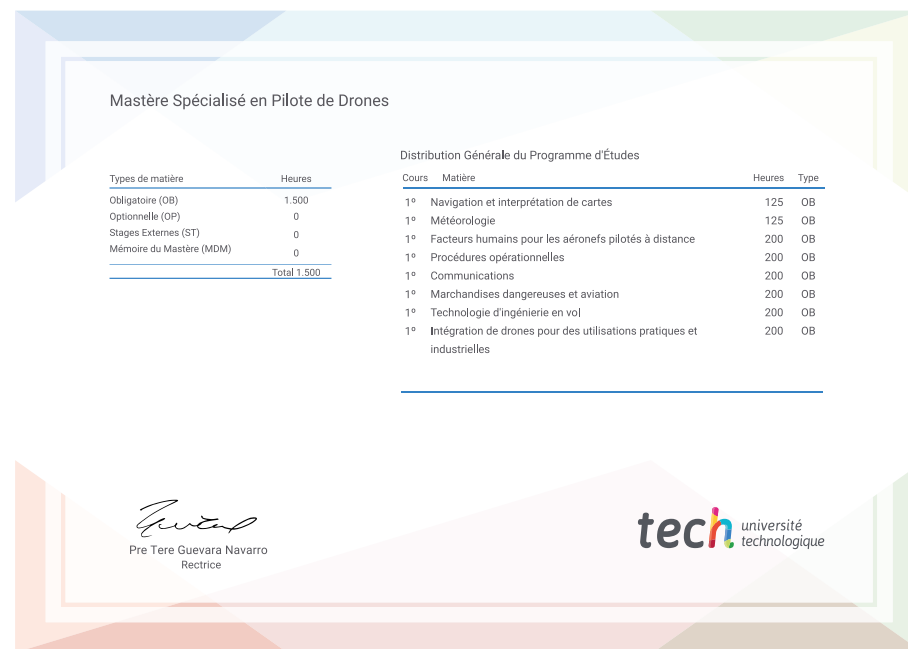 Mastère Spécialisé en Pilote de Drones
Types de matière Heures
Obligatoire (OB) 1.500
Optionnelle (OP) 0
Stages Externes (ST) 0
Mémoire du Mastère (MDM) 0
Total 1.500
Distribution Générale du Programme d'Études
Cours Matière Heures Type
1º Navigation et interprétation de cartes 125 OB
1º Météorologie 125 OB
1º Facteurs humains pour les aéronefs pilotés à distance 200 OB
1º Procédures opérationnelles 200 OB
1º Communications 200 OB
1º Marchandises dangereuses et aviation 200 OB
1º Technologie d'ingénierie en vol 200 OB
1º Intégration de drones pour des utilisations pratiques et 200 OB
industrielles
Pre Tere Guevara Navarro
Rectrice
tech université
technologique